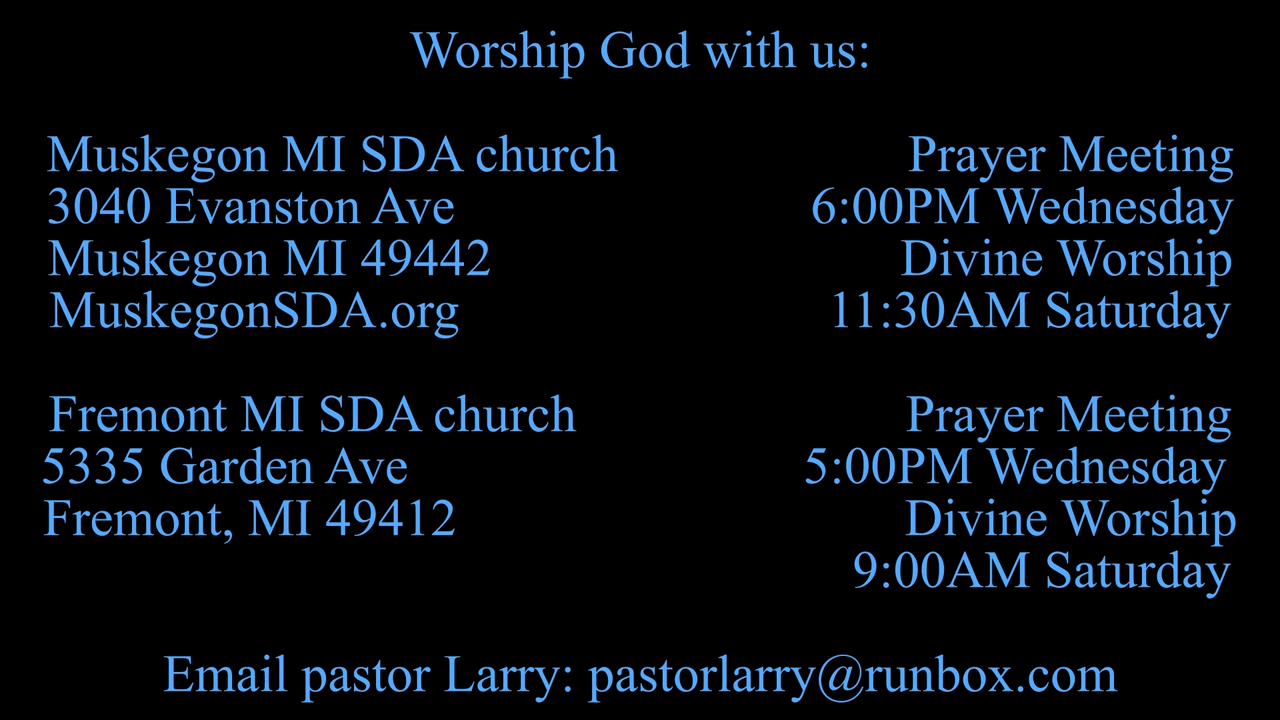 Worship God with us:
Muskegon MI SDA church
3040 Evanston Ave
Muskegon MI 49442
MuskegonSDA.org
Prayer Meeting
6:00PM Wednesday
Divine Worship
11:30AM Saturday
Fremont MI SDA church
5335 Garden Ave
Fremont, MI 49412
Prayer Meeting
5:00PM Wednesday
Divine Worship
9:00AM Saturday
Email pastor Larry: pastorlarry@runbox.com